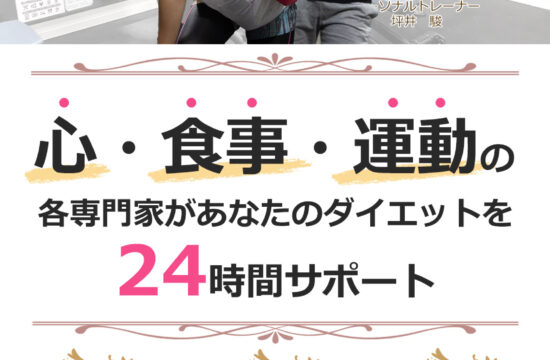 ソナルトレーナー
坪井 駿
心・食事・運動の
各専門家があなたのダイエットを
24時間サポート